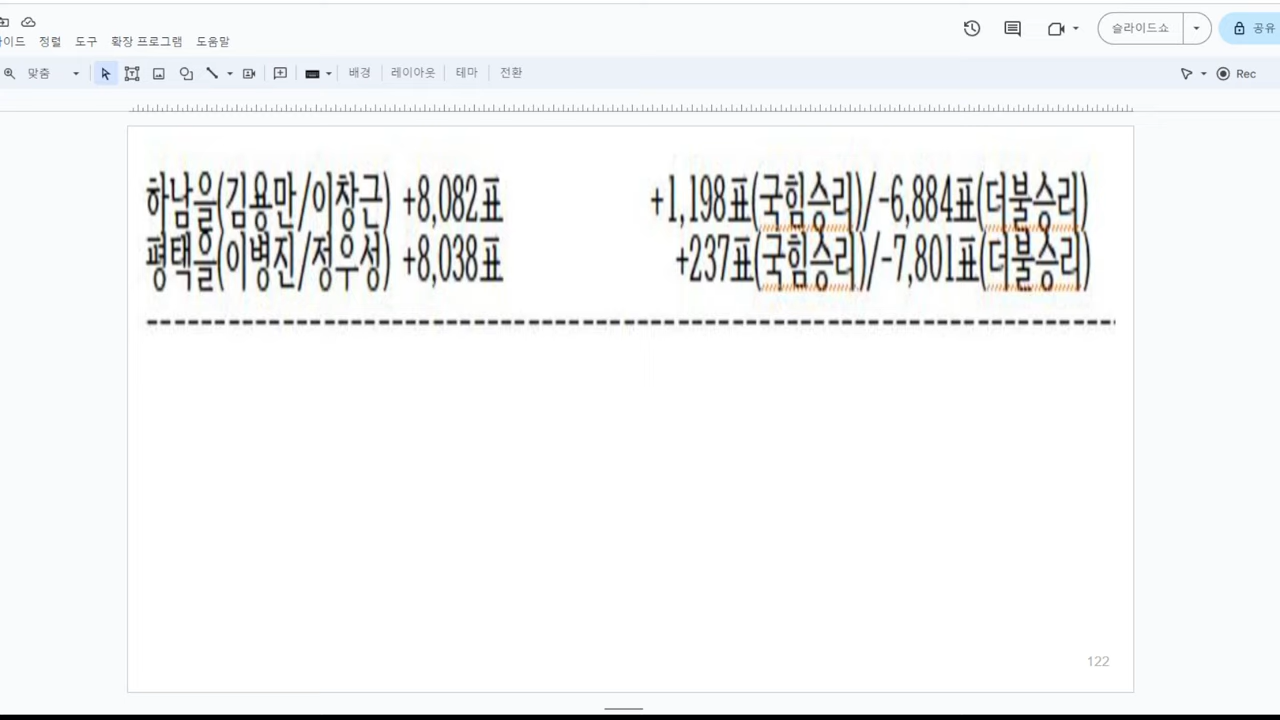 이드 정렬 도구 확장 프로그램 도움말
슬라이드쇼
공유
맞춤 배경 레이아웃 테마 전환
Rec
하남을(김용만/이창근) +8,082표 +1,198표(국힘승리)/-6,884표(더불승리)
평택을(이병진/정우성) +8,038표 +237표(국힘승리)/-7,801표(더불승리)
122